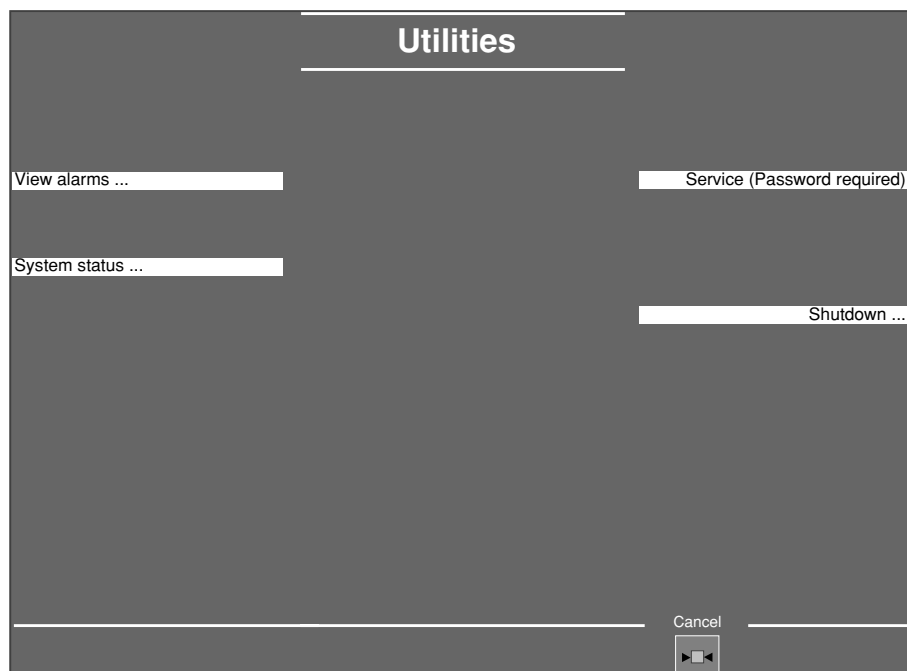 Utilities
View alarms ...
Service (Password required)
System status ...
Shutdown ...
Cancel